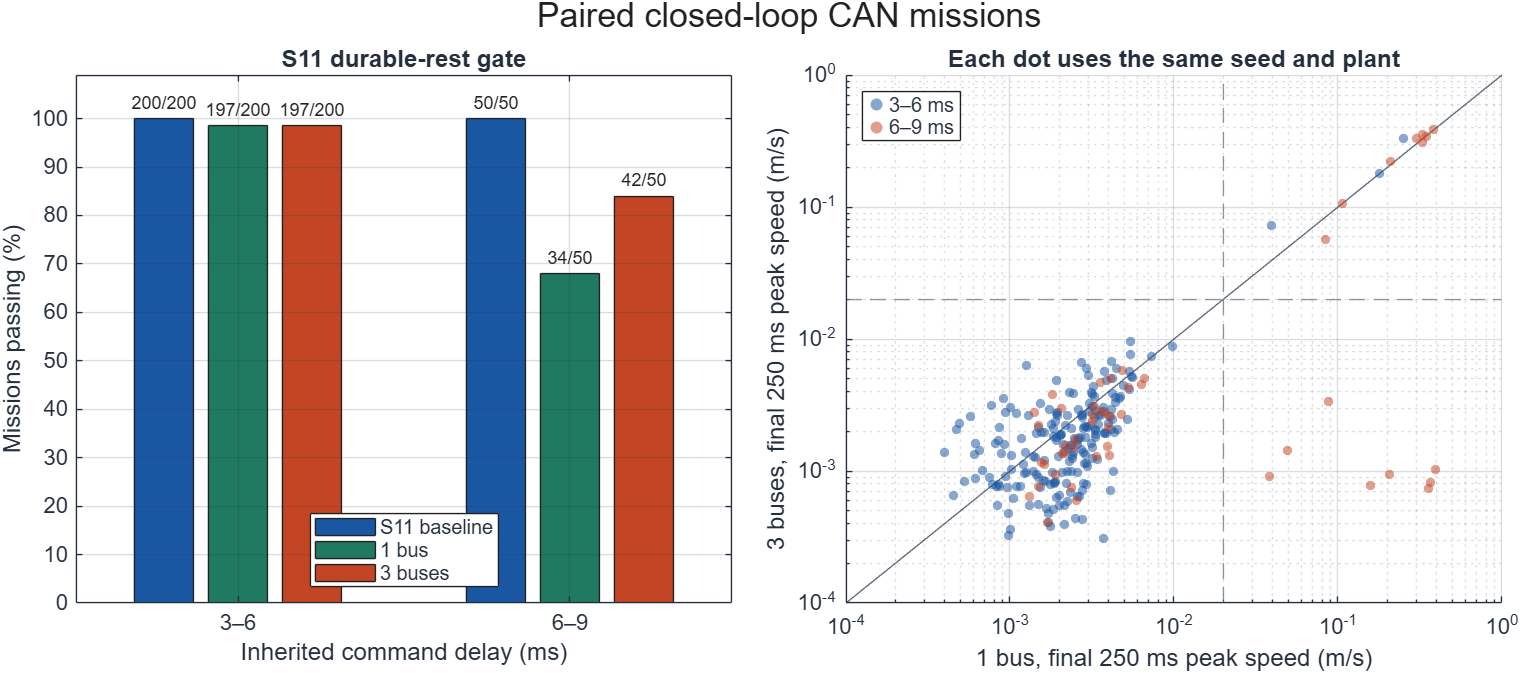 Paired closed-loop CAN missions
S11 durable-rest gate
Missions passing (%)
100
90
80
70
60
50
40
30
20
10
0
200/200
197/200
197/200
50/50
34/50
42/50
S11 baseline
1 bus
3 buses
3–6
6–9
Inherited command delay (ms)
Each dot uses the same seed and plant
3 buses, final 250 ms peak speed (m/s)
10⁰
10⁻¹
10⁻²
10⁻³
10⁻⁴
3–6 ms
6–9 ms
10⁻⁴
10⁻³
10⁻²
10⁻¹
10⁰
1 bus, final 250 ms peak speed (m/s)